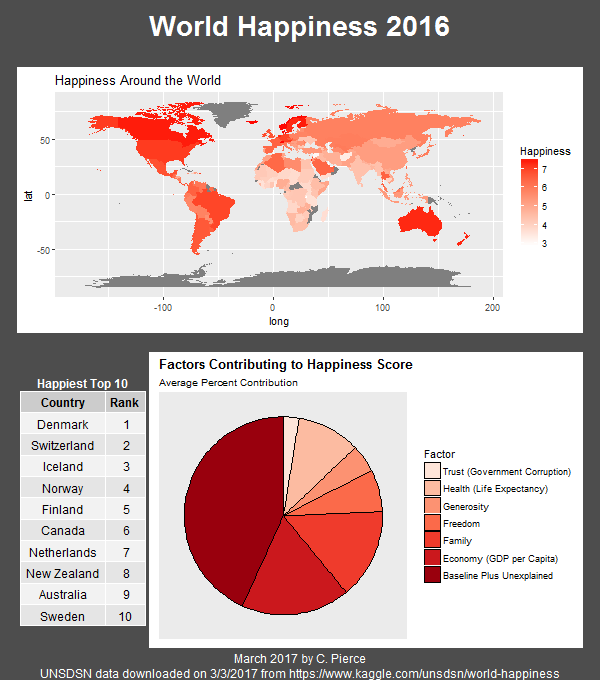 World Happiness 2016
Happiness Around the World
lat
50
0
-50
-100
0
100
200
long
Happiness
7
6
5
4
3
Happiest Top 10
Country Rank
Denmark 1
Switzerland 2
Iceland 3
Norway 4
Finland 5
Canada 6
Netherlands 7
New Zealand 8
Australia 9
Sweden 10
Factors Contributing to Happiness Score
Average Percent Contribution
Factor
Trust (Government Corruption)
Health (Life Expectancy)
Generosity
Freedom
Family
Economy (GDP per Capita)
Baseline Plus Unexplained
March 2017 by C. Pierce
UNSDSN data downloaded on 3/3/2017 from https://www.kaggle.com/unsdsn/world-happiness